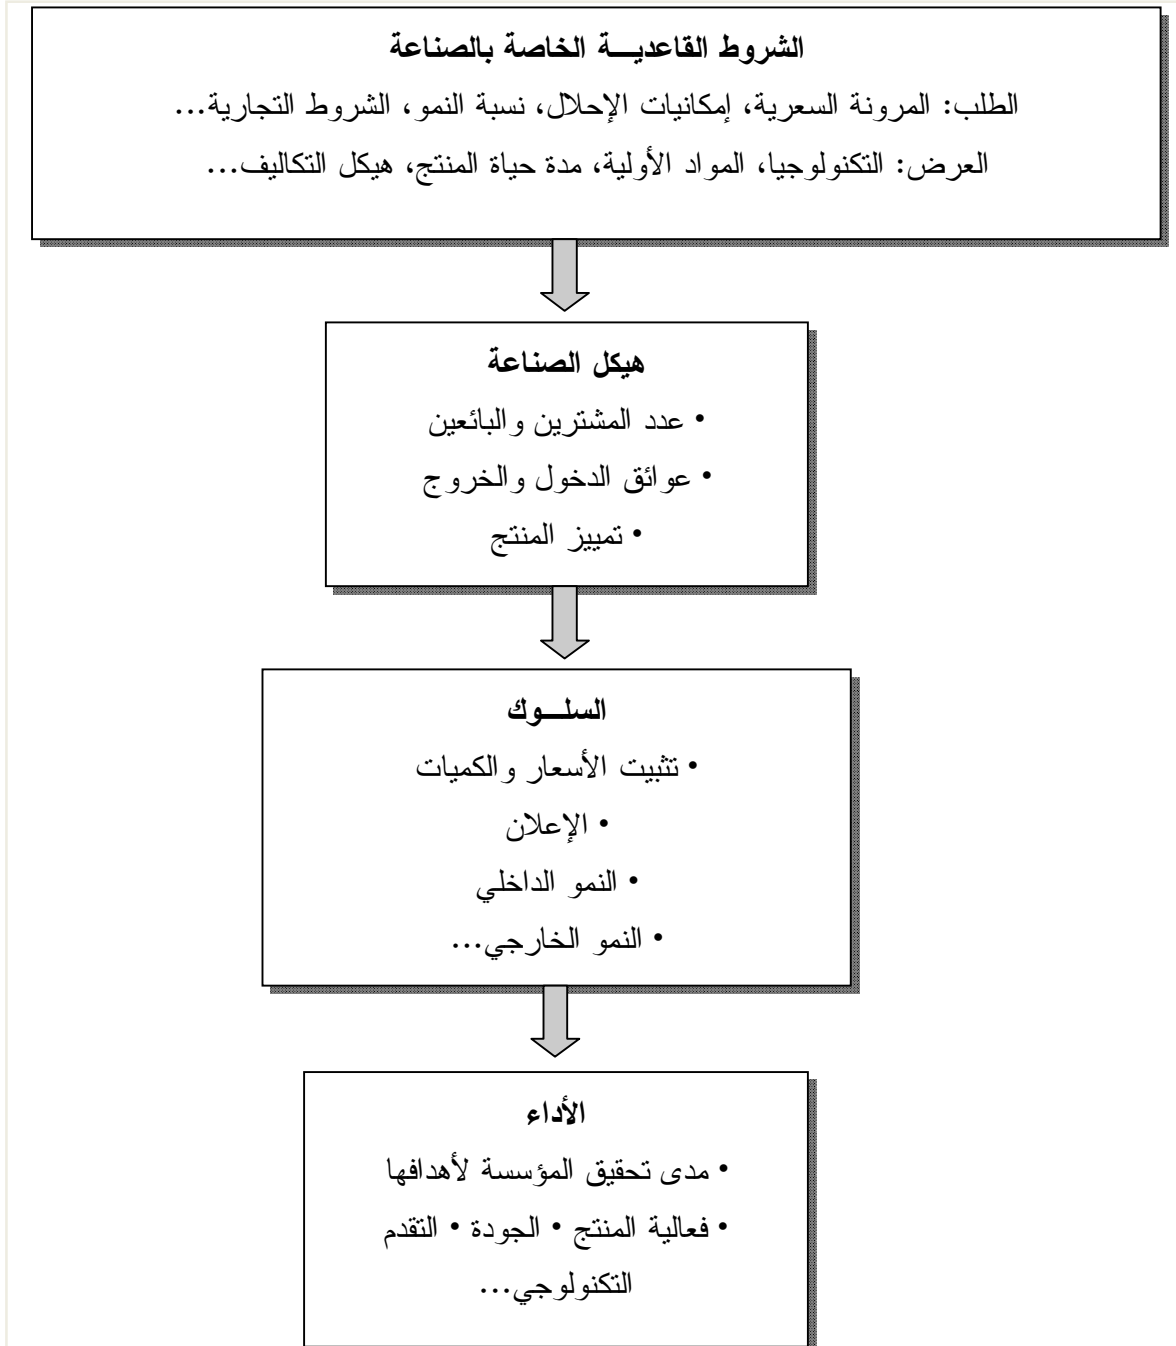 الشروط القاعديـــة الخاصة بالصناعة
الطلب: المرونة السعرية، إمكانيات الإحلال، نسبة النمو، الشروط التجارية...
العرض: التكنولوجيا، المواد الأولية، مدة حياة المنتج، هيكل التكاليف...
هيكل الصناعة
• عدد المشترين والبائعين
• عوائق الدخول والخروج
• تمييز المنتج
السلـــوك
• تثبيت الأسعار والكميات
• الإعلان
• النمو الداخلي
• النمو الخارجي...
الأداء
• مدى تحقيق المؤسسة لأهدافها
• فعالية المنتج • الجودة • التقدم
التكنولوجي...